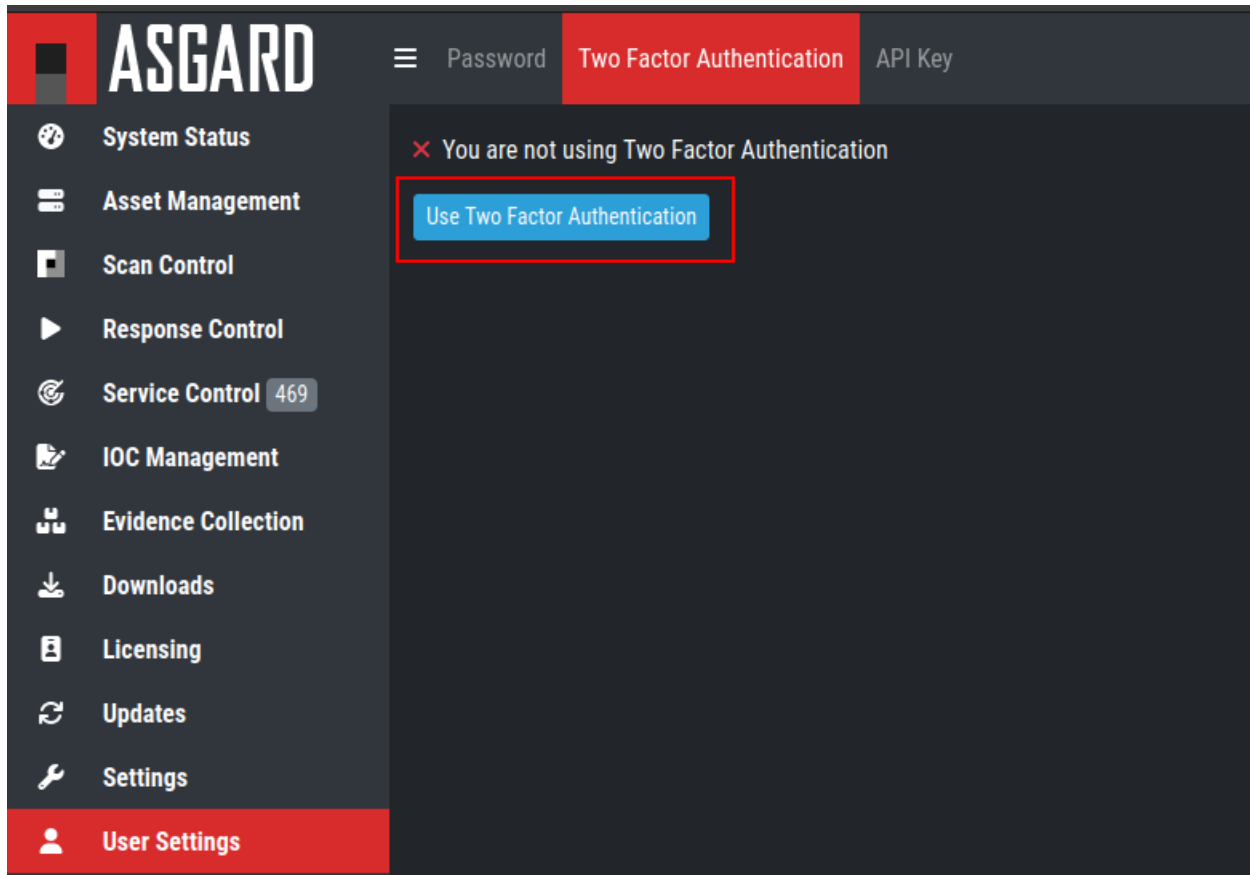 ASGARD
Password Two Factor Authentication API Key
System Status
Asset Management
Scan Control
Response Control
Service Control 469
IOC Management
Evidence Collection
Downloads
Licensing
Updates
Settings
User Settings
You are not using Two Factor Authentication
Use Two Factor Authentication